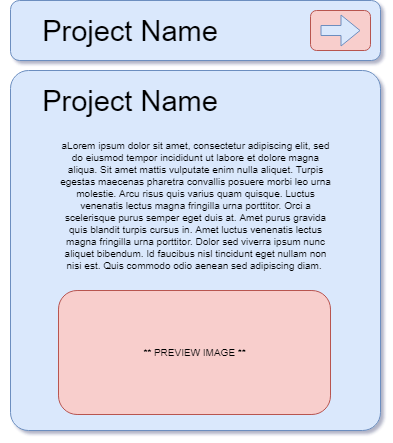 Project Name
Project Name
aLorem ipsum dolor sit amet, consectetur adipiscing elit, sed
do eiusmod tempor incididunt ut labore et dolore magna
aliqua. Sit amet mattis vulputate enim nulla aliquet. Turpis
egestas maecenas pharetra convallis posuere morbi leo urna
molestie. Arcu risus quis varius quam quisque. Luctus
venenatis lectus magna fringilla urna porttitor. Orci a
scelerisque purus semper eget duis at. Amet purus gravida
quis blandit turpis cursus in. Amet luctus venenatis lectus
magna fringilla urna porttitor. Dolor sed viverra ipsum nunc
aliquet bibendum. Id faucibus nisl tincidunt eget nullam non
nisi est. Quis commodo odio aenean sed adipiscing diam.
** PREVIEW IMAGE **